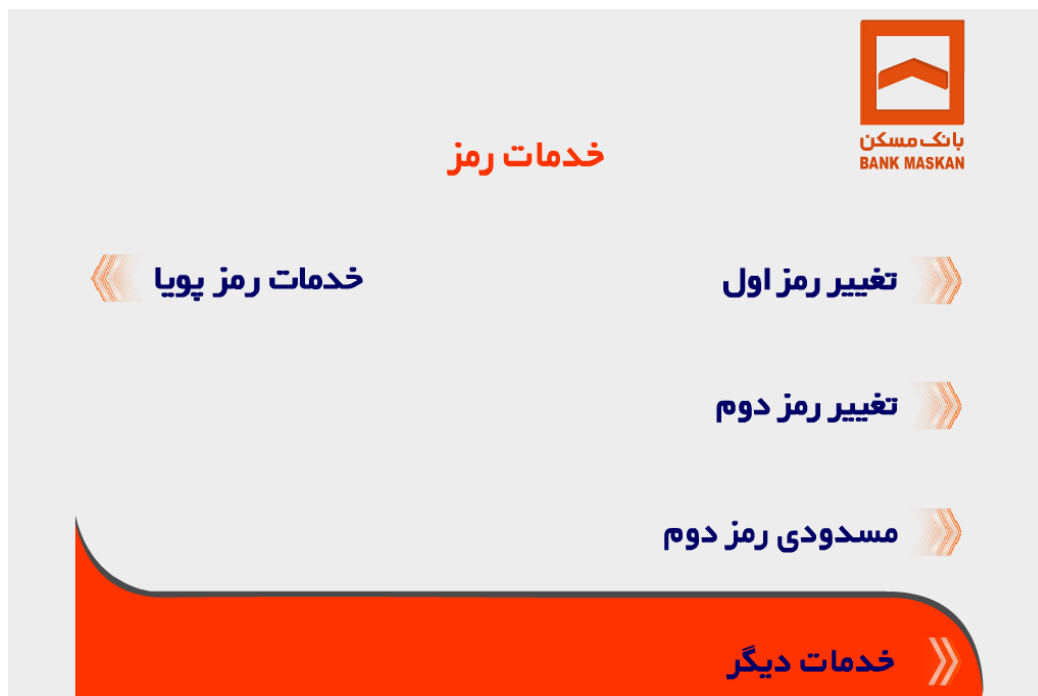 بانک مسکن
BANK MASKAN
خدمات رمز
تغییر رمز اول
خدمات رمز پویا
تغییر رمز دوم
مسدودی رمز دوم
خدمات دیگر